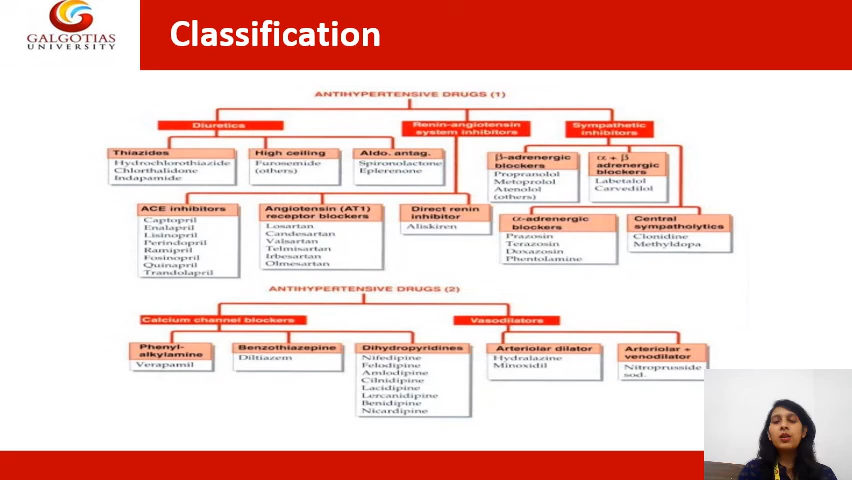 GALGOTIAS
UNIVERSITY
Classification
ANTIHYPERTENSIVE DRUGS (1)
Diuretics
Renin-angiotensin
system inhibitors
Sympathetic
inhibitors
Thiazides
Hydrochlorothiazide
Chlorthalidone
Indapamide
High ceiling
Furosemide
(others)
Aldo. antag.
Spironolactone
Eplerenone
β-adrenergic
blockers
Propranolol
Metoprolol
Atenolol
(others)
α + β
adrenergic
blockers
Labetalol
Carvedilol
ACE inhibitors
Captopril
Enalapril
Lisinopril
Perindopril
Ramipril
Fosinopril
Quinapril
Trandolapril
Angiotensin (AT1)
receptor blockers
Losartan
Candesartan
Valsartan
Telmisartan
Irbesartan
Olmesartan
Direct renin
inhibitor
Aliskiren
α-adrenergic
blockers
Prazosin
Terazosin
Doxazosin
Phentolamine
Central
sympatholytics
Clonidine
Methyldopa
ANTIHYPERTENSIVE DRUGS (2)
Calcium channel blockers
Vasodilators
Phenyl-
alkylamine
Verapamil
Benzothiazepine
Diltiazem
Dihydropyridines
Nifedipine
Felodipine
Amlodipine
Cilnidipine
Lacidipine
Lercanidipine
Benidipine
Nicardipine
Arteriolar dilator
Hydralazine
Minoxidil
Arteriolar +
venodilator
Nitroprusside
sod.